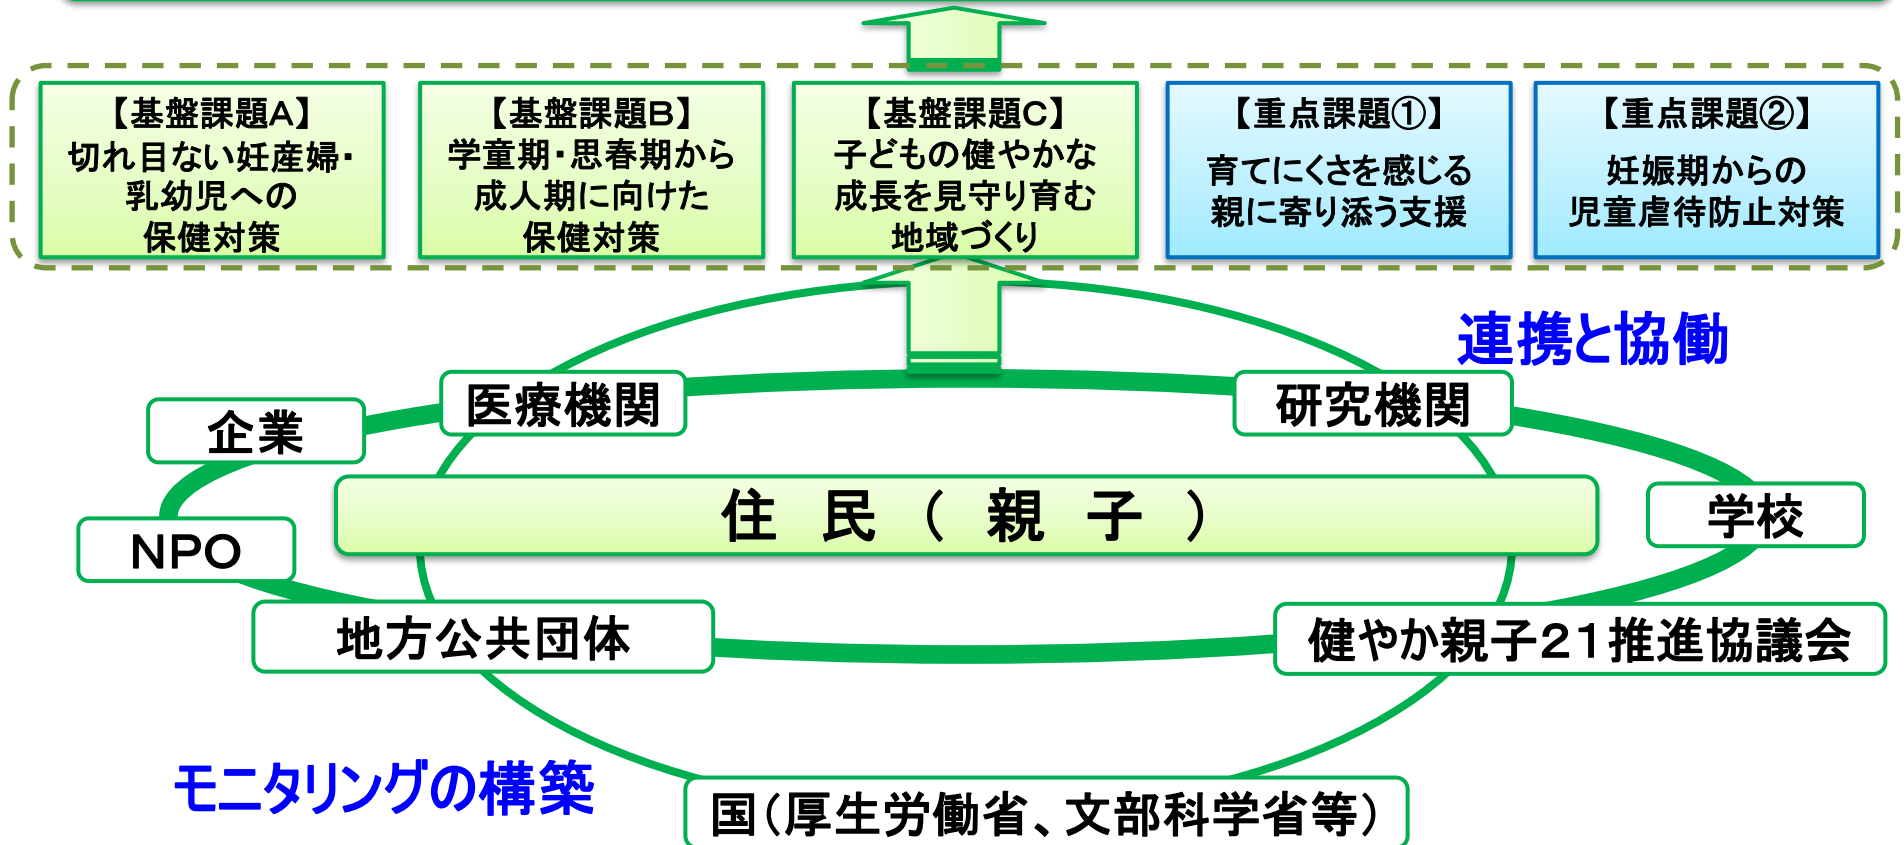 【基盤課題A】
切れ目ない妊産婦・
乳幼児への
保健対策
【基盤課題B】
学童期・思春期から
成人期に向けた
保健対策
【基盤課題C】
子どもの健やかな
成長を見守り育む
地域づくり
【重点課題①】
育てにくさを感じる
親に寄り添う支援
【重点課題②】
妊娠期からの
児童虐待防止対策
連携と協働
医療機関
研究機関
企業
住 民 ( 親 子 )
学校
NPO
地方公共団体
健やか親子21推進協議会
モニタリングの構築
国(厚生労働省、文部科学省等)